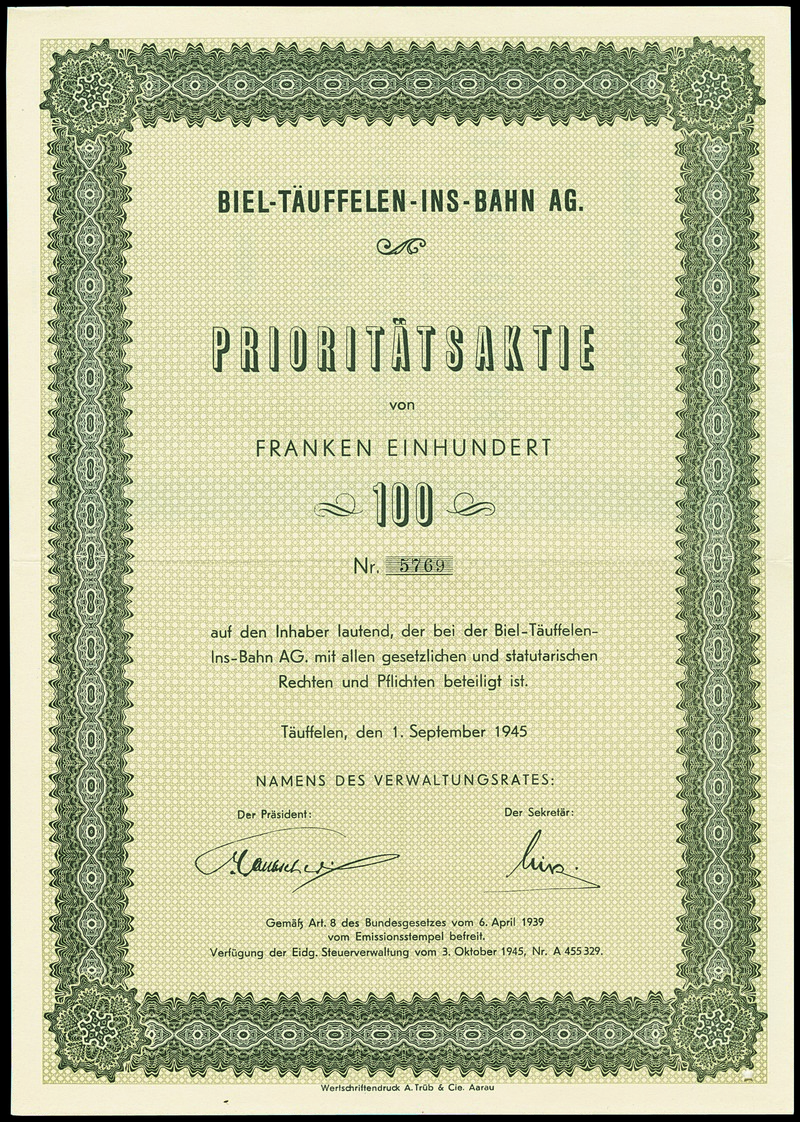 BIEL-TÄUFFELEN-INS-BAHN AG.
PRIORITÄTSAKTIE
von
FRANKEN EINHUNDERT
100
Nr. 5769
auf den Inhaber lautend, der bei der Biel-Täuffelen-
Ins-Bahn AG. mit allen gesetzlichen und statutarischen
Rechten und Pflichten beteiligt ist.
Täuffelen, den 1. September 1945
NAMENS DES VERWALTUNGSRATES:
Der Präsident:
Der Sekretär:
Gemäß Art. 8 des Bundesgesetzes vom 6. April 1939
vom Emissionsstempel befreit.
Verfügung der Eidg. Steuerverwaltung vom 3. Oktober 1945, Nr. A 455 329.
Wertschriftendruck A. Trüb & Cie. Aarau